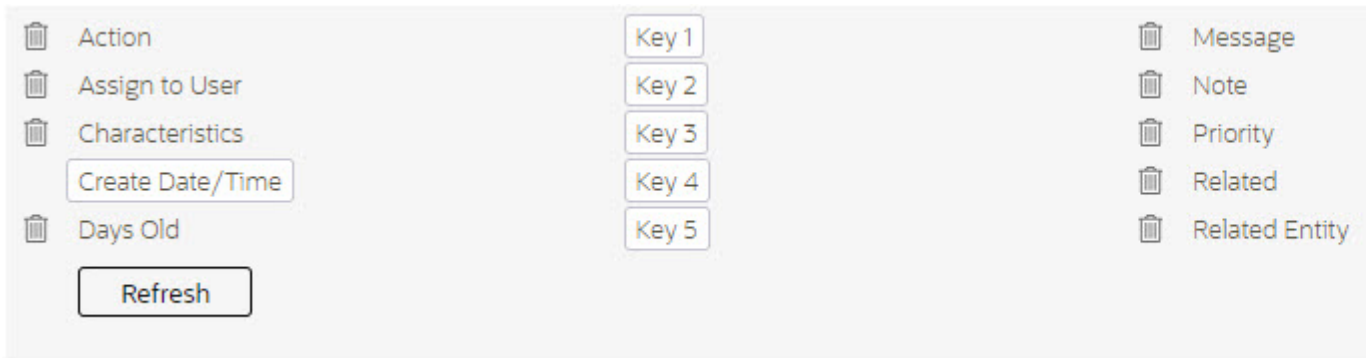 Action
Assign to User
Characteristics
Create Date/Time
Days Old
Refresh
Key 1
Key 2
Key 3
Key 4
Key 5
Message
Note
Priority
Related
Related Entity